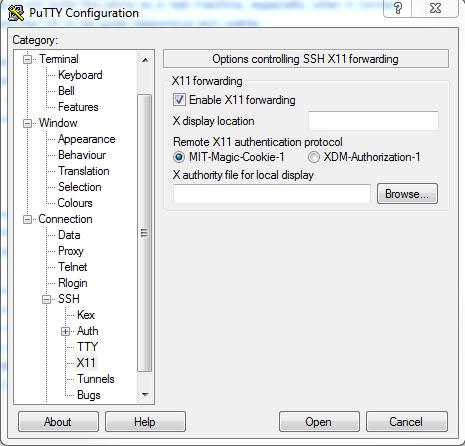 PuTTY Configuration
Category:
Terminal
Keyboard
Bell
Features
Window
Appearance
Behaviour
Translation
Selection
Colours
Connection
Data
Proxy
Telnet
Rlogin
SSH
Kex
Auth
TTY
X11
Tunnels
Bugs
Options controlling SSH X11 forwarding
X11 forwarding
Enable X11 forwarding
X display location
Remote X11 authentication protocol
MIT-Magic-Cookie-1 XDM-Authorization-1
X authority file for local display
Browse...
About Help Open Cancel